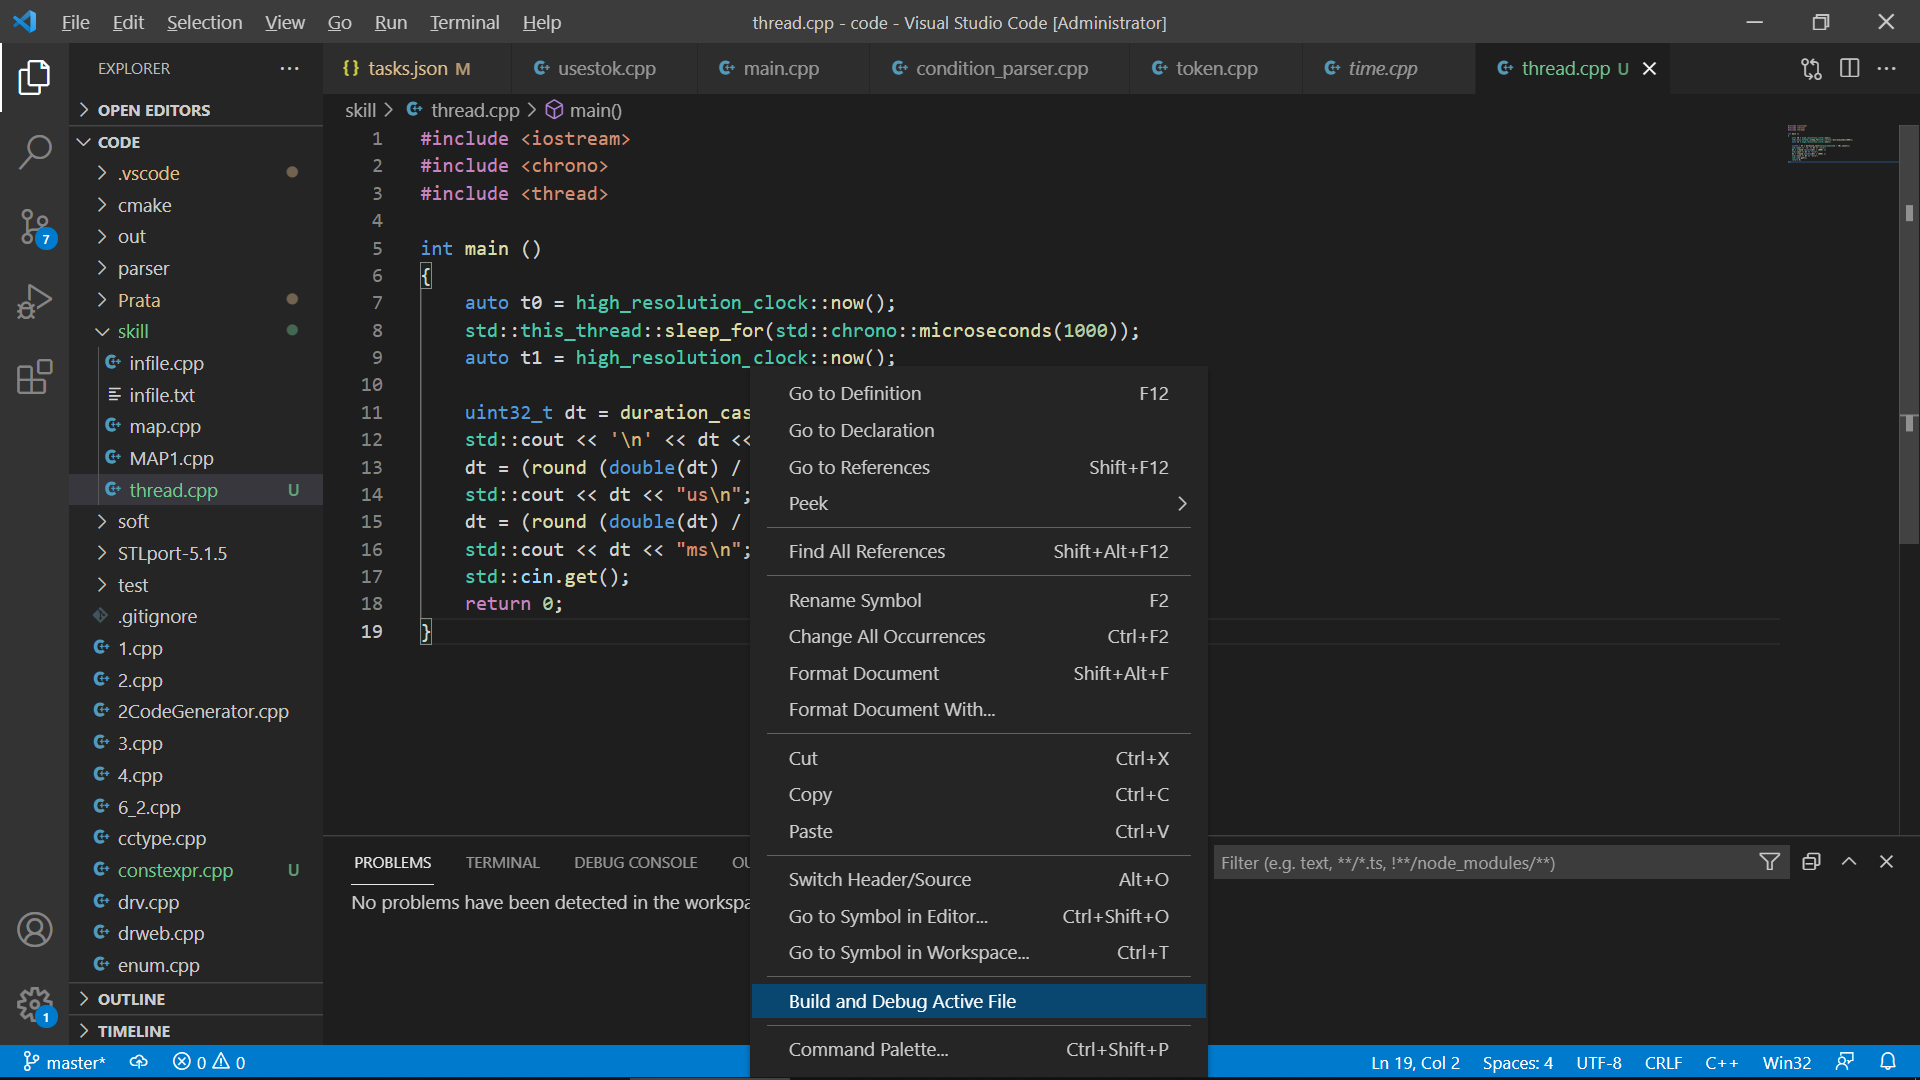 File Edit Selection View Go Run Terminal Help
thread.cpp - code - Visual Studio Code [Administrator]
EXPLORER
{} tasks.json M
usestok.cpp
main.cpp
condition_parser.cpp
token.cpp
time.cpp
thread.cpp U
OPEN EDITORS
CODE
.vscode
cmake
out
parser
Prata
skill
infile.cpp
infile.txt
map.cpp
MAP1.cpp
thread.cpp U
soft
STLport-5.1.5
test
.gitignore
1.cpp
2.cpp
2CodeGenerator.cpp
3.cpp
4.cpp
6_2.cpp
cctype.cpp
constexpr.cpp U
drv.cpp
drweb.cpp
enum.cpp
OUTLINE
TIMELINE
7
1
skill > thread.cpp > main()
1 #include <iostream>
2 #include <chrono>
3 #include <thread>
4
5 int main ()
6 {
7 auto t0 = high_resolution_clock::now();
8 std::this_thread::sleep_for(std::chrono::microseconds(1000));
9 auto t1 = high_resolution_clock::now();
10
11 uint32_t dt = duration_cas
12 std::cout << '\n' << dt <<
13 dt = (round (double(dt) /
14 std::cout << dt << "us\n";
15 dt = (round (double(dt) /
16 std::cout << dt << "ms\n";
17 std::cin.get();
18 return 0;
19 }
Go to Definition F12
Go to Declaration
Go to References Shift+F12
Peek
Find All References Shift+Alt+F12
Rename Symbol F2
Change All Occurrences Ctrl+F2
Format Document Shift+Alt+F
Format Document With...
Cut Ctrl+X
Copy Ctrl+C
Paste Ctrl+V
Switch Header/Source Alt+O
Go to Symbol in Editor... Ctrl+Shift+O
Go to Symbol in Workspace... Ctrl+T
Build and Debug Active File
Command Palette... Ctrl+Shift+P
PROBLEMS TERMINAL DEBUG CONSOLE OU
Filter (e.g. text, **/*.ts, !**/node_modules/**)
No problems have been detected in the workspa
master* 0 0
Ln 19, Col 2 Spaces: 4 UTF-8 CRLF C++ Win32